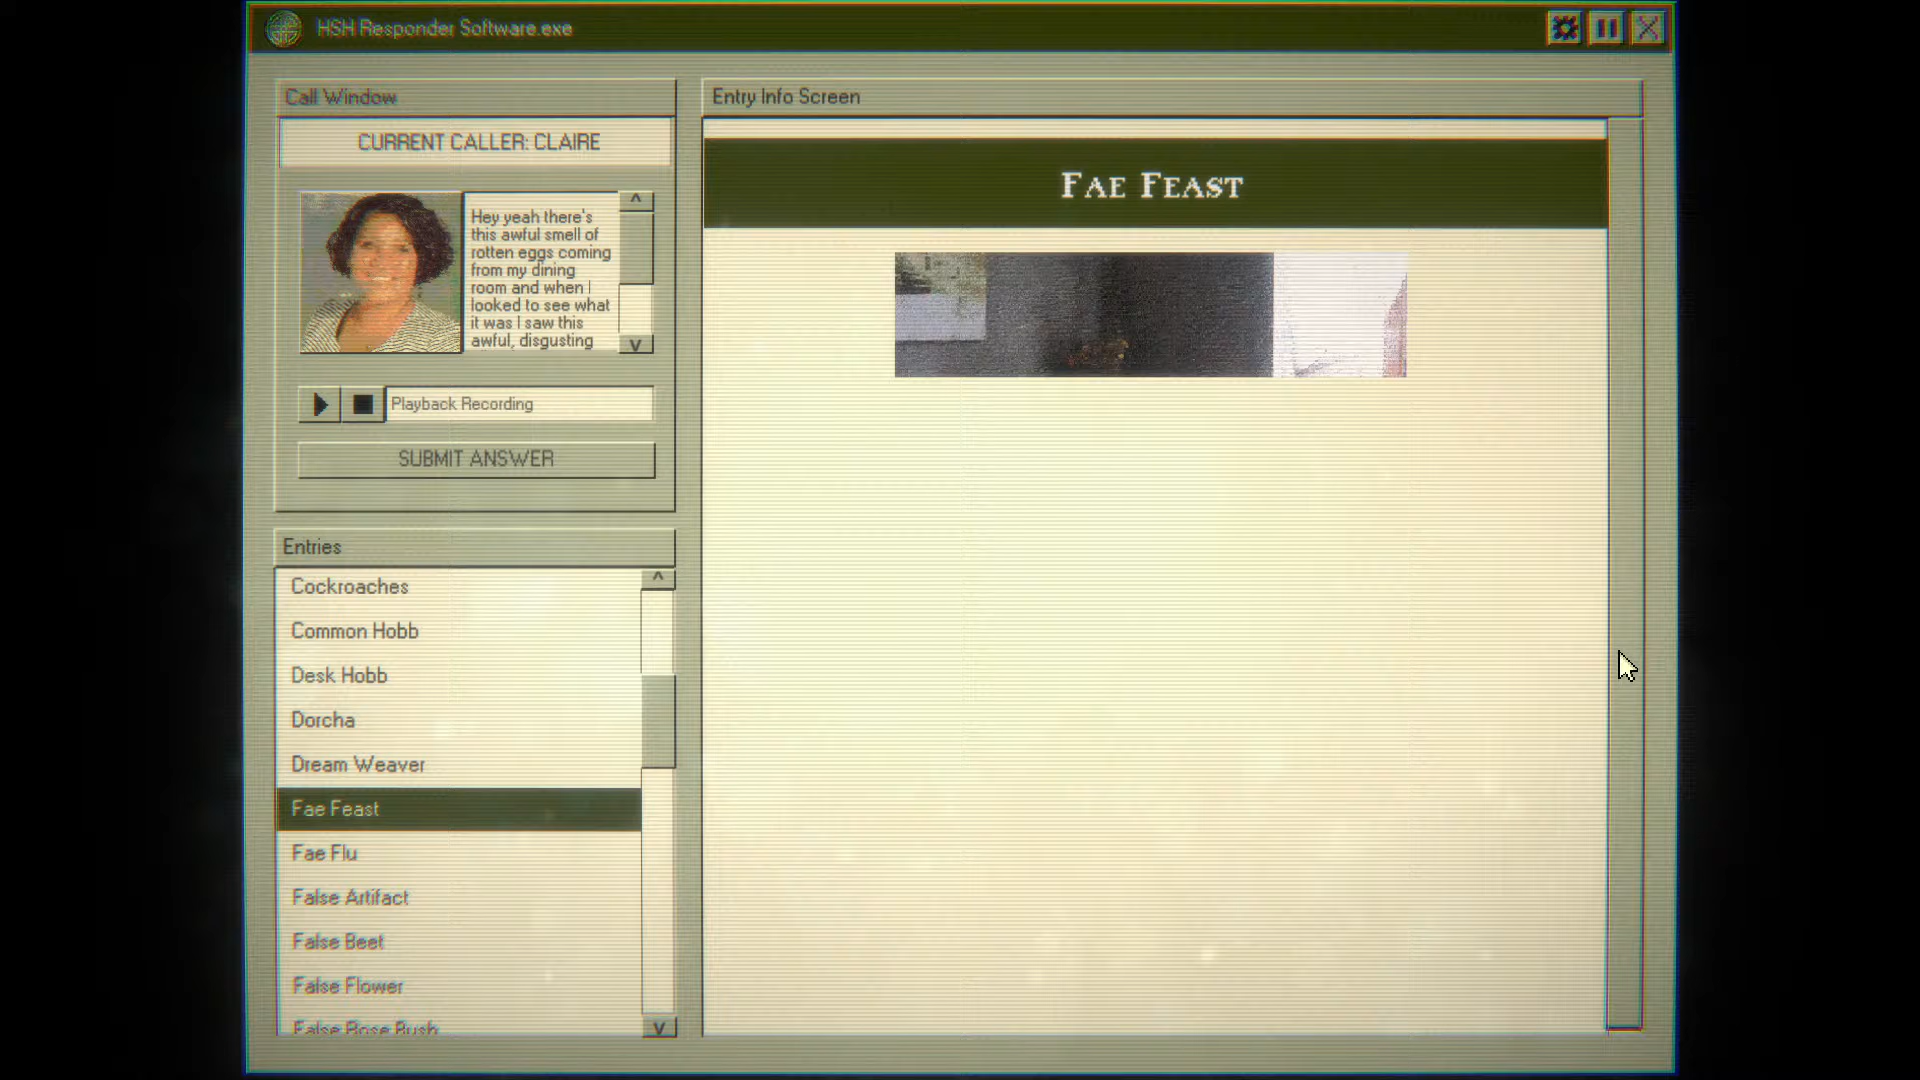 HSH Responder Software.exe
Call Window
CURRENT CALLER: CLAIRE
Hey yeah there's
this awful smell of
rotten eggs coming
from my dining
room and when I
looked to see what
it was I saw this
awful, disgusting
Playback Recording
SUBMIT ANSWER
Entries
Cockroaches
Common Hobb
Desk Hobb
Dorcha
Dream Weaver
Fae Feast
Fae Flu
False Artifact
False Beet
False Flower
False Rose Bush
Entry Info Screen
Fae Feast